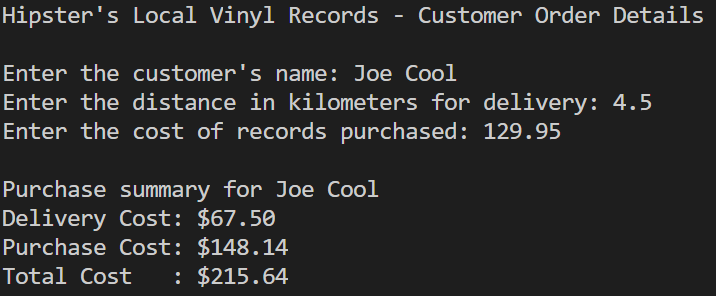 Hipster's Local Vinyl Records - Customer Order Details
Enter the customer's name: Joe Cool
Enter the distance in kilometers for delivery: 4.5
Enter the cost of records purchased: 129.95
Purchase summary for Joe Cool
Delivery Cost: $67.50
Purchase Cost: $148.14
Total Cost   : $215.64